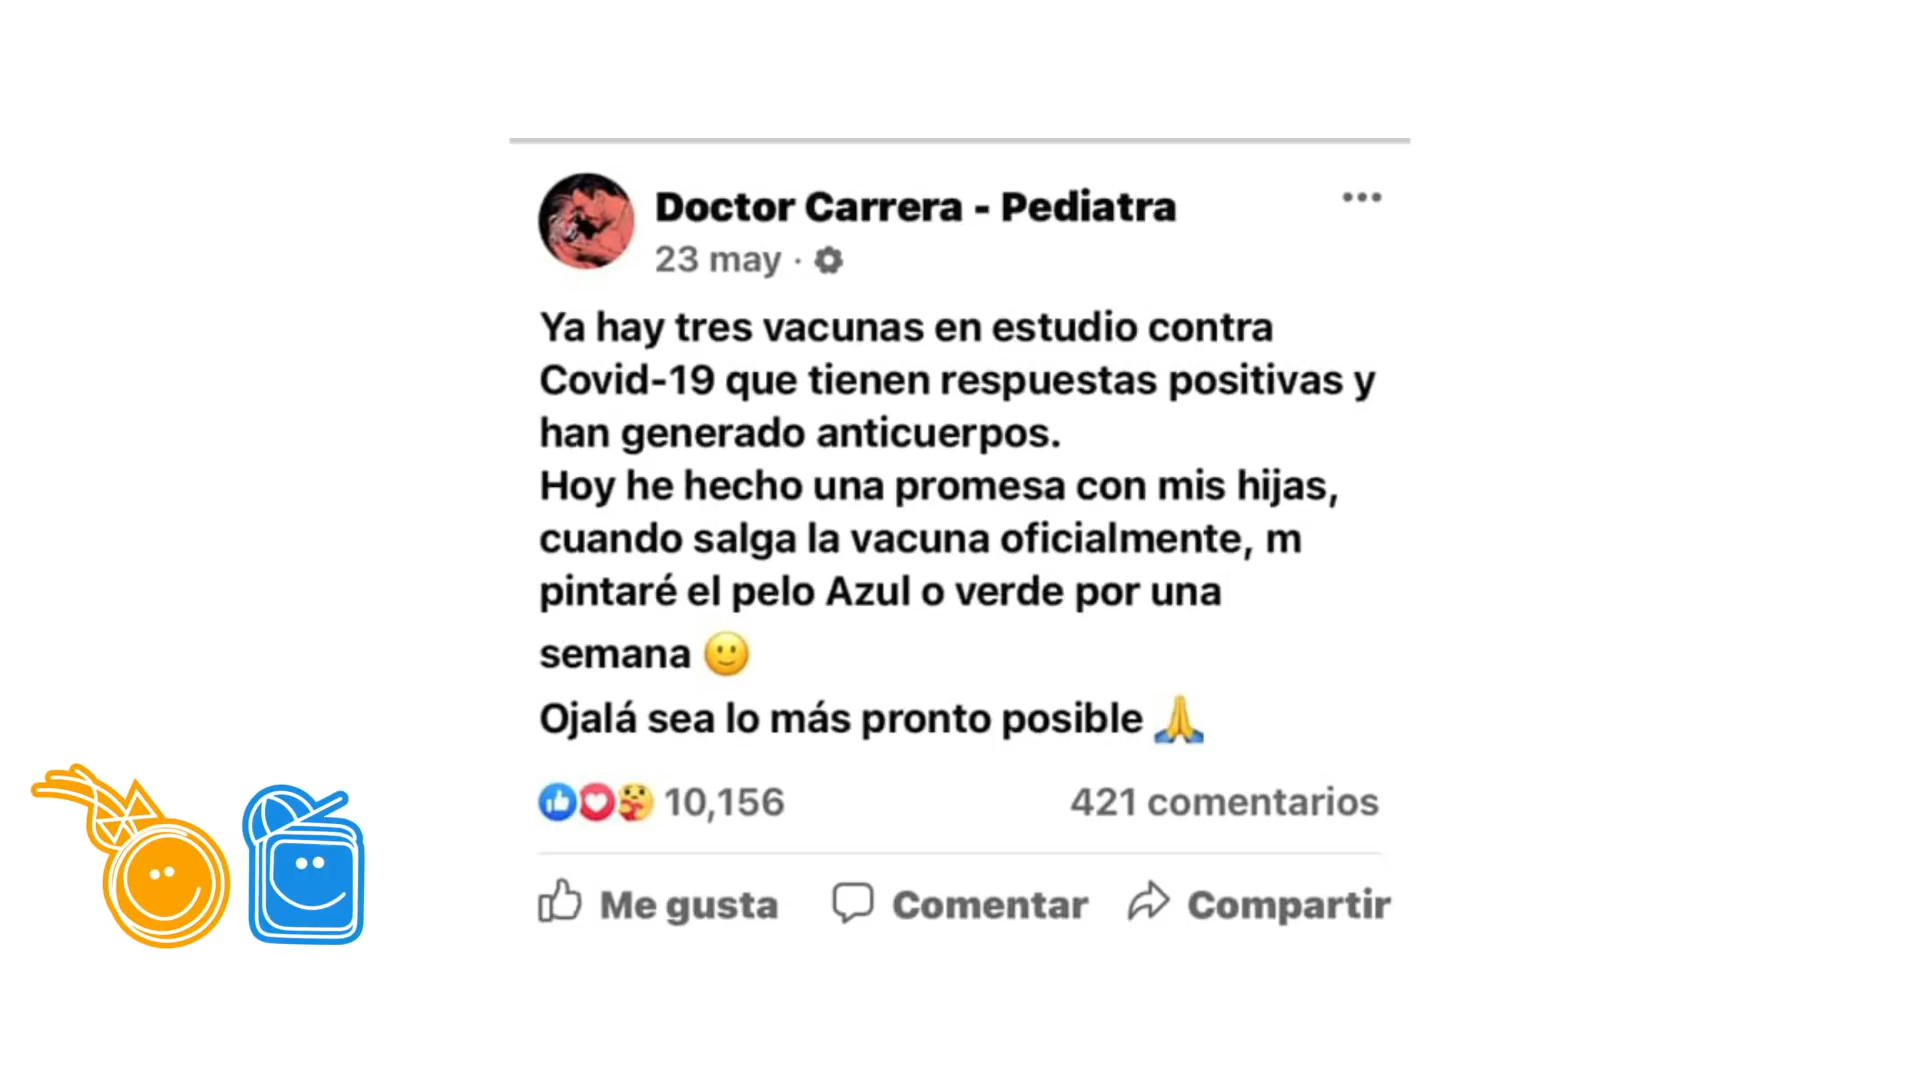 Doctor Carrera - Pediatra
23 may ·
Ya hay tres vacunas en estudio contra
Covid-19 que tienen respuestas positivas y
han generado anticuerpos.
Hoy he hecho una promesa con mis hijas,
cuando salga la vacuna oficialmente, m
pintaré el pelo Azul o verde por una
semana 🙂
Ojalá sea lo más pronto posible 🙏
10,156 421 comentarios
Me gusta Comentar Compartir